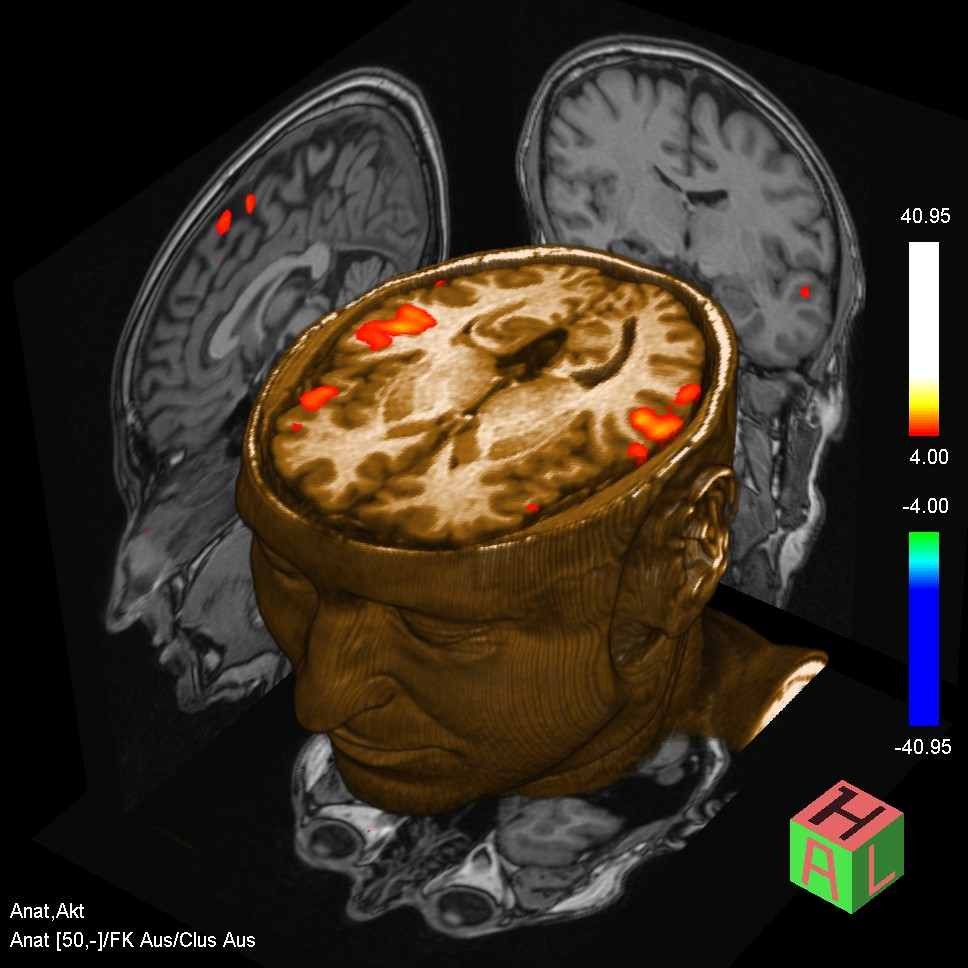 40.95
4.00
-4.00
-40.95
H
A L
Anat,Akt
Anat [50,-]/FK Aus/Clus Aus